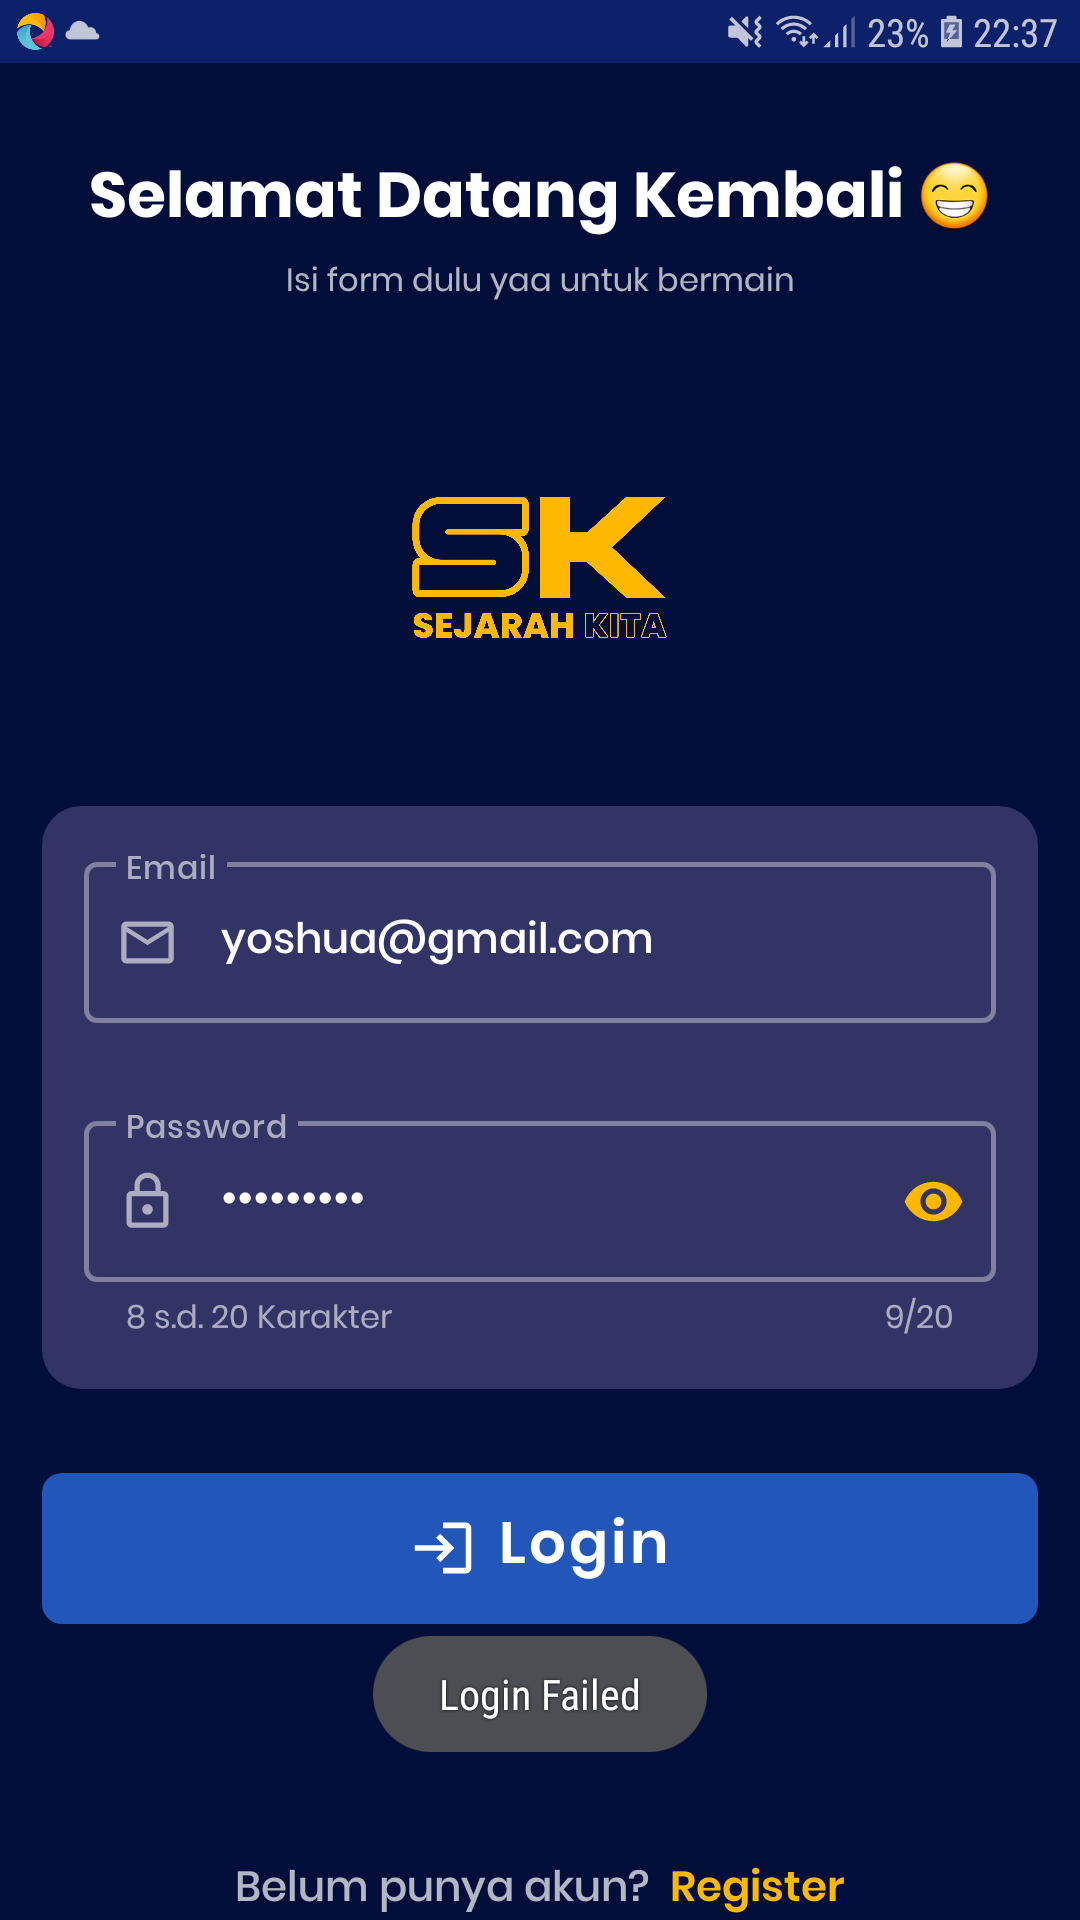 23% 22:37
Selamat Datang Kembali 😁
Isi form dulu yaa untuk bermain
SK
SEJARAH KITA
Email
yoshua@gmail.com
Password
•••••••••
8 s.d. 20 Karakter 9/20
Login
Login Failed
Belum punya akun? Register